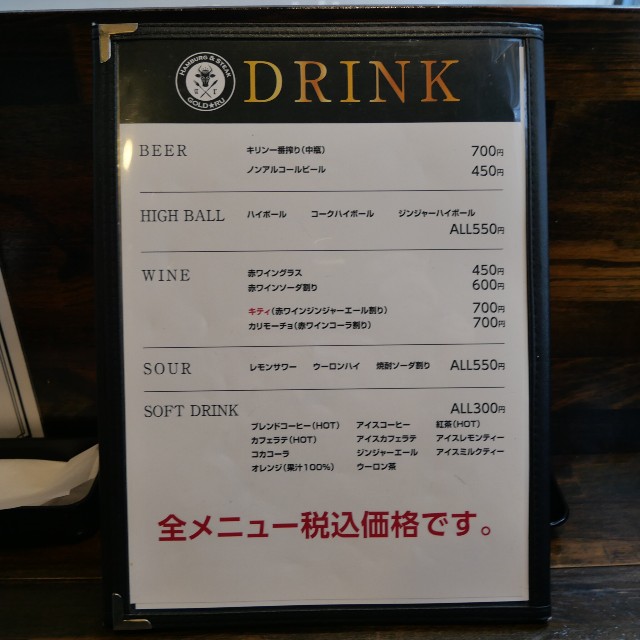 HAMBURG & STEAK
GOLD★RU
DRINK
BEER キリン一番搾り(中瓶) 700円
ノンアルコールビール 450円
HIGH BALL ハイボール コークハイボール ジンジャーハイボール
ALL550円
WINE 赤ワイングラス 450円
赤ワインソーダ割り 600円
キティ(赤ワインジンジャーエール割り) 700円
カリモーチョ(赤ワインコーラ割り) 700円
SOUR レモンサワー ウーロンハイ 焼酎ソーダ割り ALL550円
SOFT DRINK ALL300円
ブレンドコーヒー(HOT) アイスコーヒー 紅茶(HOT)
カフェラテ(HOT) アイスカフェラテ アイスレモンティー
コカコーラ ジンジャーエール アイスミルクティー
オレンジ(果汁100%) ウーロン茶
全メニュー税込価格です。